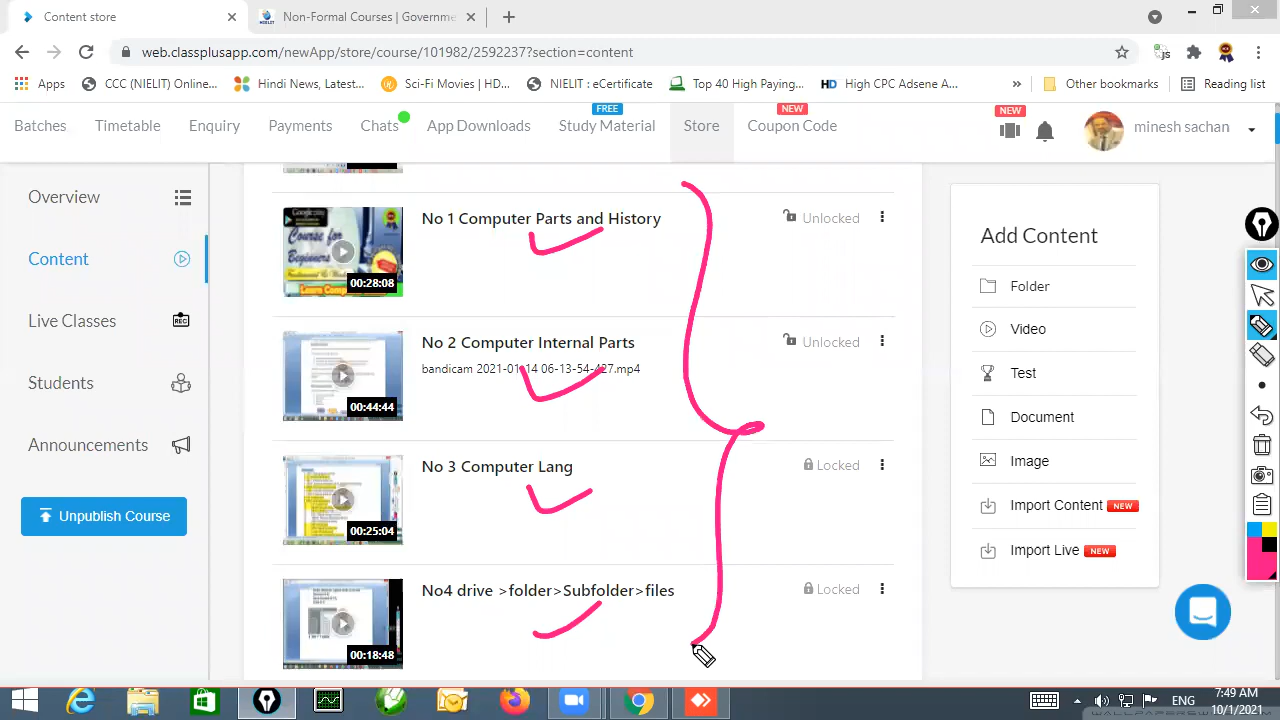 Content store
Non-Formal Courses | Governme
web.classplusapp.com/newApp/store/course/101982/2592237?section=content
JS
Apps
CCC (NIELIT) Online...
Hindi News, Latest...
Sci-Fi Movies | HD...
NIELIT : eCertificate
Top 40 High Paying...
HD High CPC Adsene A...
»
Other bookmarks
Reading list
Batches
Timetable
Enquiry
Payments
Chats
App Downloads
FREE
Study Material
Store
NEW
Coupon Code
NEW
minesh sachan
Overview
Content
Live Classes
REC
Students
Announcements
Unpublish Course
Course for
Beginners
00:28:08
No 1 Computer Parts and History
Unlocked
00:44:44
No 2 Computer Internal Parts
bandicam 2021-01-14 06-13-54-427.mp4
Unlocked
00:25:04
No 3 Computer Lang
Locked
00:18:48
No4 drive >folder>Subfolder>files
Locked
Add Content
Folder
Video
Test
Document
Image
Import Content NEW
Import Live NEW
ENG
7:49 AM
10/1/2021